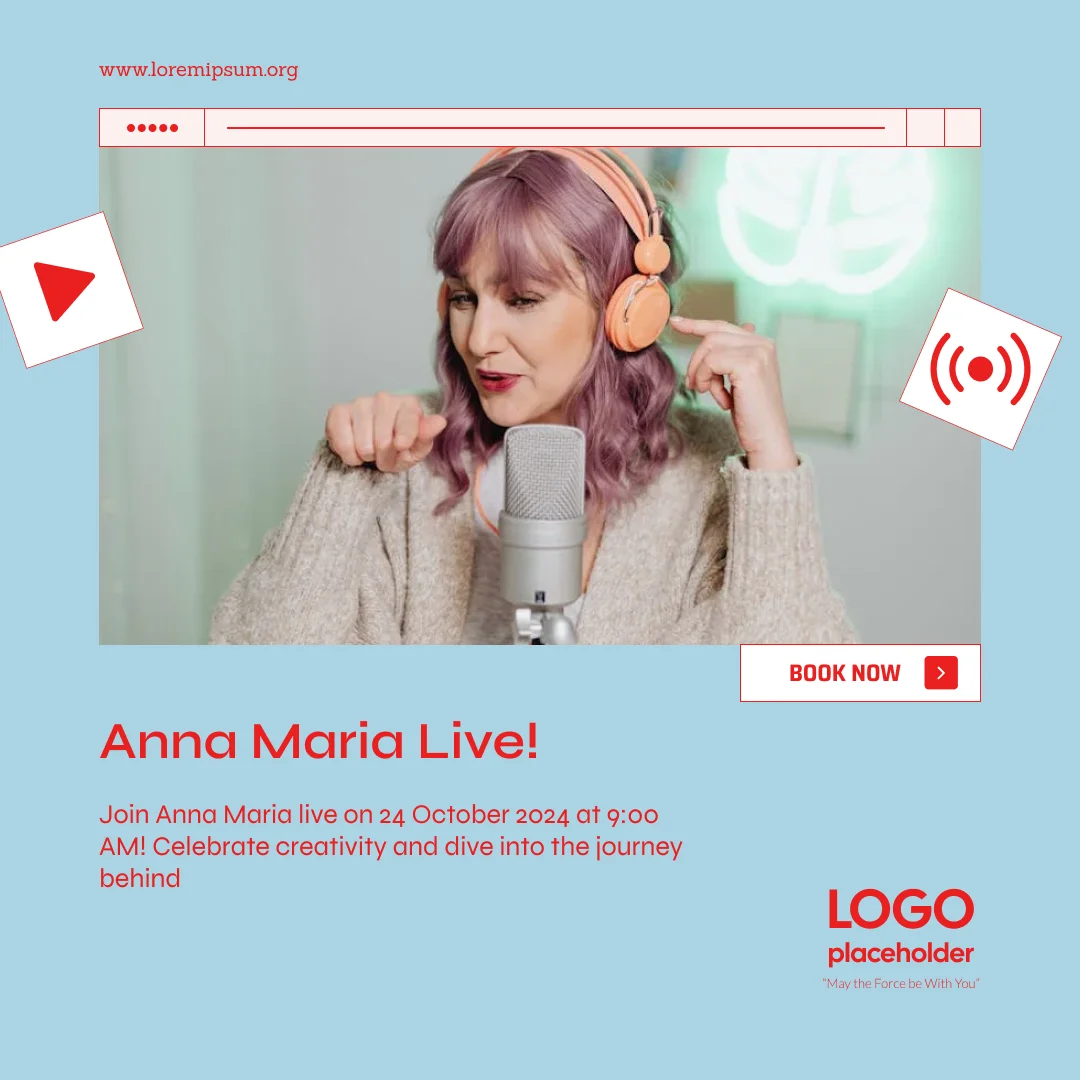 www.loremipsum.org
BOOK NOW
Anna Maria Live!
Join Anna Maria live on 24 October 2024 at 9:00
AM! Celebrate creativity and dive into the journey
behind
LOGO
placeholder
"May the Force be With You"